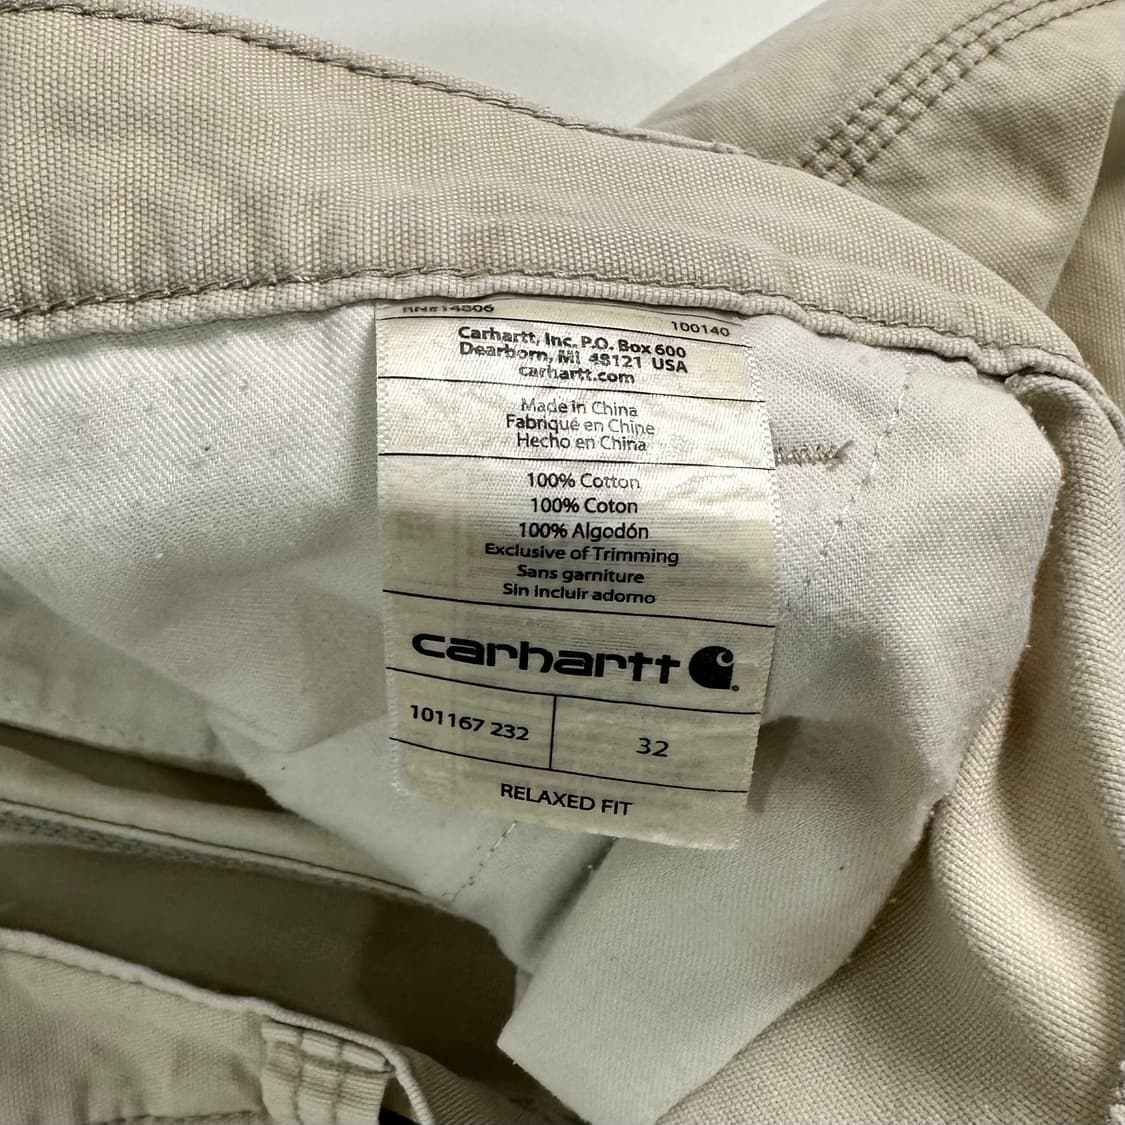 RN#14806
100140
Carhartt, Inc. P.O. Box 600
Dearborn, MI 48121 USA
carhartt.com
Made in China
Fabriqué en Chine
Hecho en China
100% Cotton
100% Coton
100% Algodón
Exclusive of Trimming
Sans garniture
Sin incluir adorno
carhartt
101167 232
32
RELAXED FIT